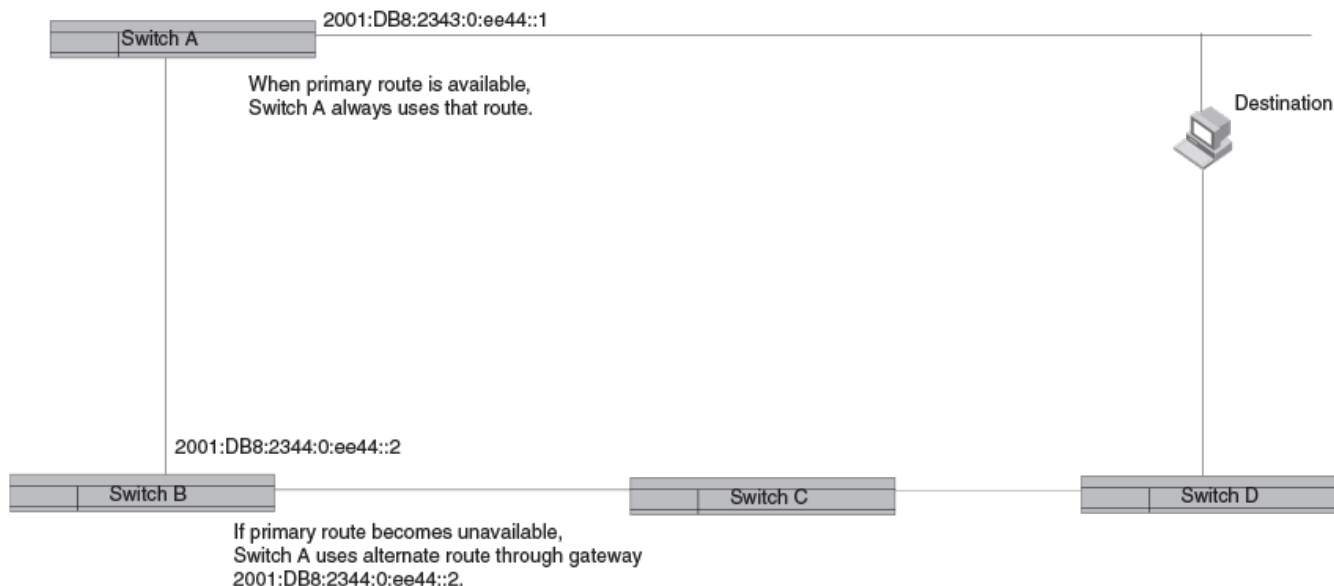 2001:DB8:2343:0:ee44::1
Switch A
When primary route is available,
Switch A always uses that route.
Destination
2001:DB8:2344:0:ee44::2
Switch B
Switch C
Switch D
If primary route becomes unavailable,
Switch A uses alternate route through gateway
2001:DB8:2344:0:ee44::2.